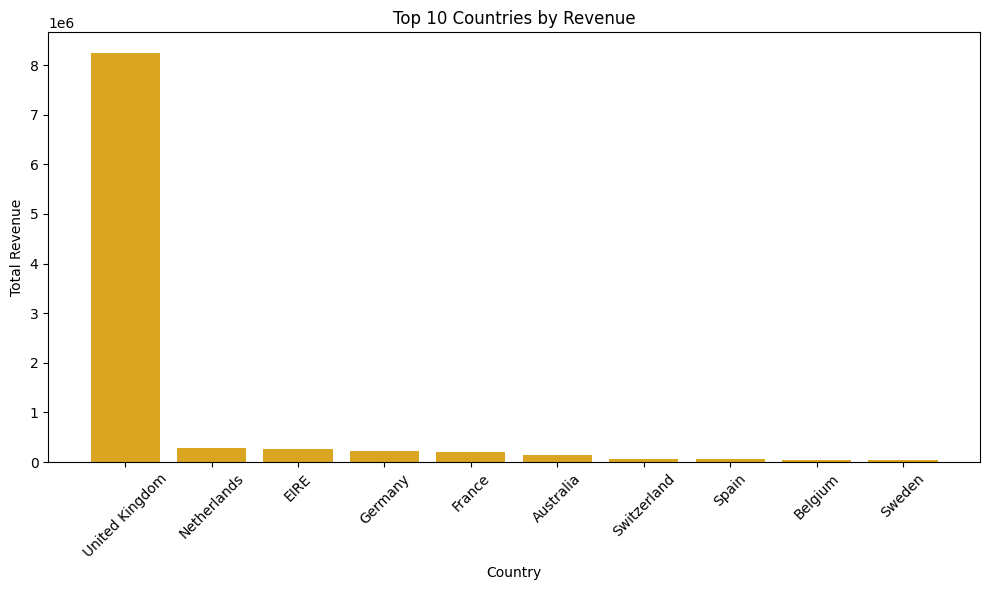 Top 10 Countries by Revenue
1e6
8
7
6
5
4
3
2
1
0
Total Revenue
United Kingdom
Netherlands
EIRE
Germany
France
Australia
Switzerland
Spain
Belgium
Sweden
Country